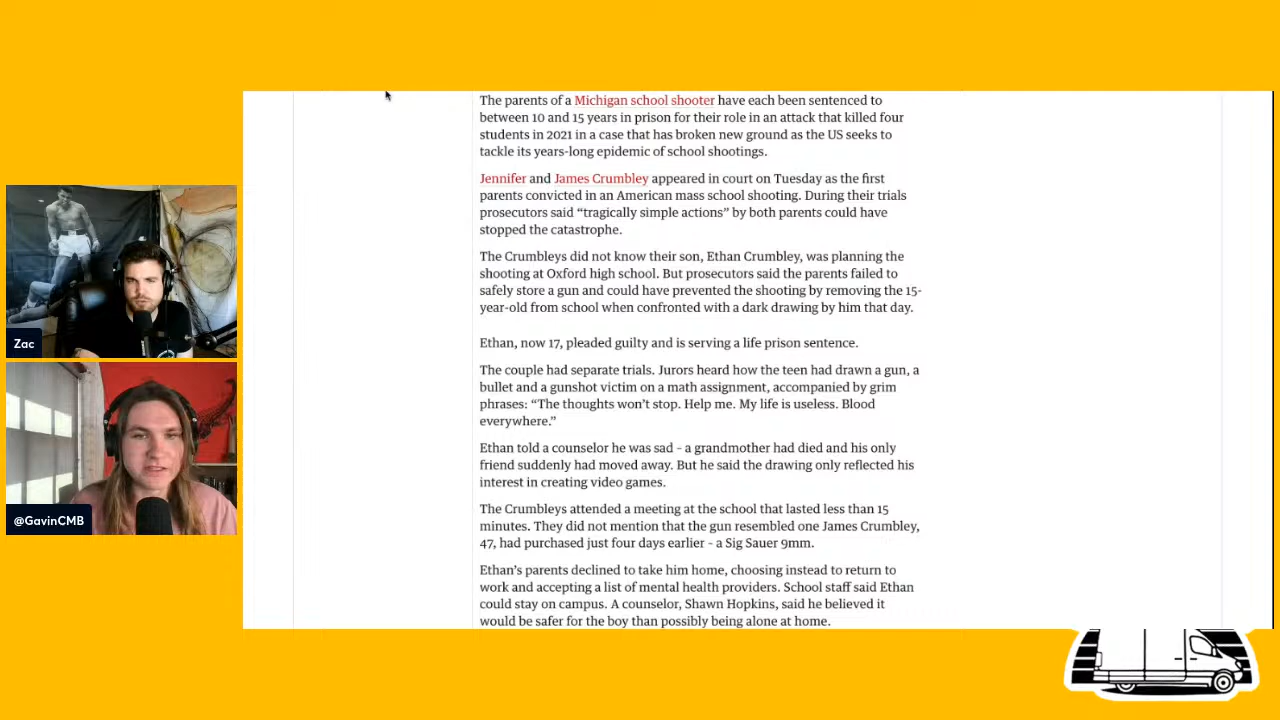 The parents of a Michigan school shooter have each been sentenced to
between 10 and 15 years in prison for their role in an attack that killed four
students in 2021 in a case that has broken new ground as the US seeks to
tackle its years-long epidemic of school shootings.
Jennifer and James Crumbley appeared in court on Tuesday as the first
parents convicted in an American mass school shooting. During their trials
prosecutors said “tragically simple actions” by both parents could have
stopped the catastrophe.
The Crumbleys did not know their son, Ethan Crumbley, was planning the
shooting at Oxford high school. But prosecutors said the parents failed to
safely store a gun and could have prevented the shooting by removing the 15-
year-old from school when confronted with a dark drawing by him that day.
Ethan, now 17, pleaded guilty and is serving a life prison sentence.
The couple had separate trials. Jurors heard how the teen had drawn a gun, a
bullet and a gunshot victim on a math assignment, accompanied by grim
phrases: “The thoughts won’t stop. Help me. My life is useless. Blood
everywhere.”
Ethan told a counselor he was sad – a grandmother had died and his only
friend suddenly had moved away. But he said the drawing only reflected his
interest in creating video games.
The Crumbleys attended a meeting at the school that lasted less than 15
minutes. They did not mention that the gun resembled one James Crumbley,
47, had purchased just four days earlier – a Sig Sauer 9mm.
Ethan’s parents declined to take him home, choosing instead to return to
work and accepting a list of mental health providers. School staff said Ethan
could stay on campus. A counselor, Shawn Hopkins, said he believed it
would be safer for the boy than possibly being alone at home.
Zac
@GavinCMB